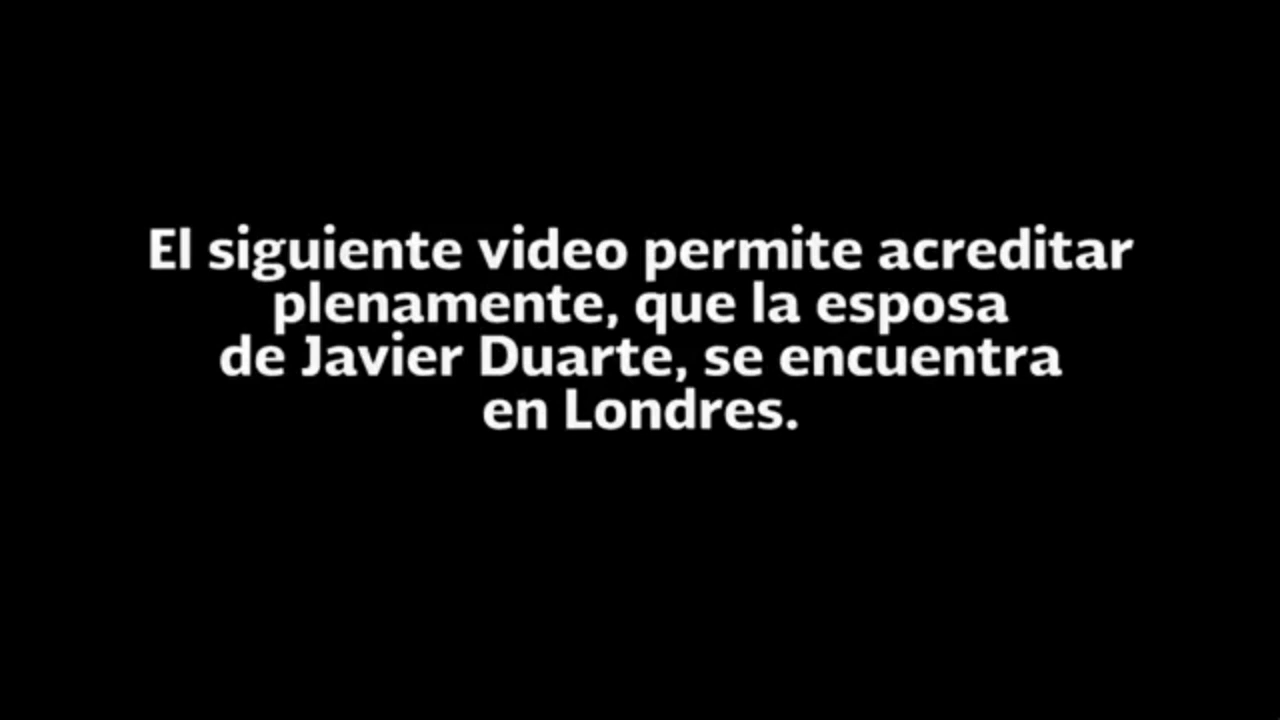 El siguiente video permite acreditar
plenamente, que la esposa
de Javier Duarte, se encuentra
en Londres.